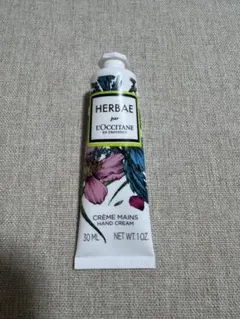 HERBAE
par
L'OCCITANE
EN PROVENCE
CRÈME MAINS
HAND CREAM
30 ML NET WT. 1 OZ.